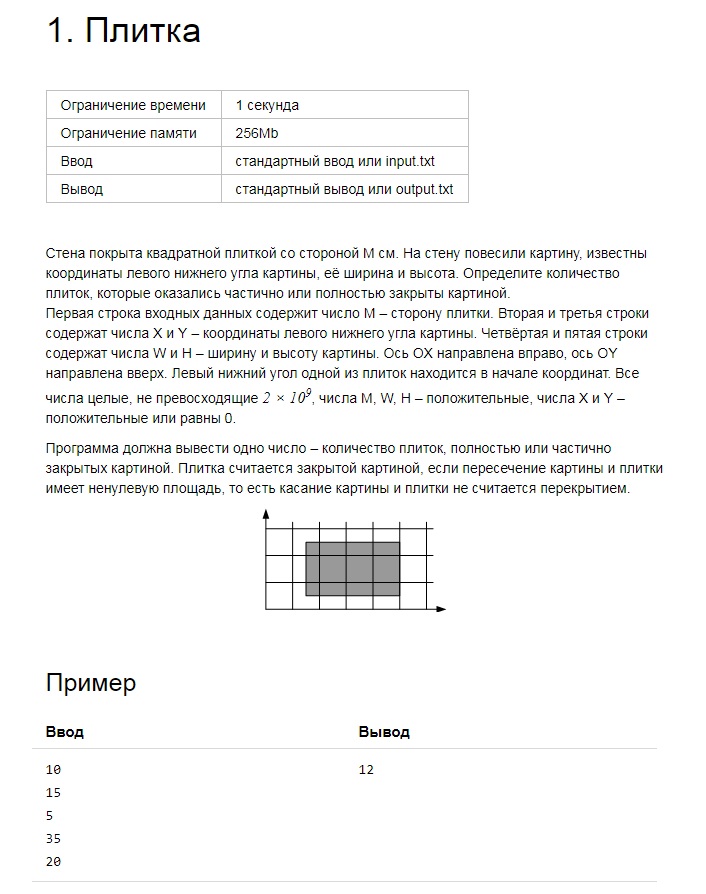 1. Плитка
Ограничение времени 1 секунда
Ограничение памяти 256Mb
Ввод стандартный ввод или input.txt
Вывод стандартный вывод или output.txt
Стена покрыта квадратной плиткой со стороной M см. На стену повесили картину, известны
координаты левого нижнего угла картины, её ширина и высота. Определите количество
плиток, которые оказались частично или полностью закрыты картиной.
Первая строка входных данных содержит число M – сторону плитки. Вторая и третья строки
содержат числа X и Y – координаты левого нижнего угла картины. Четвёртая и пятая строки
содержат числа W и H – ширину и высоту картины. Ось OX направлена вправо, ось OY
направлена вверх. Левый нижний угол одной из плиток находится в начале координат. Все
числа целые, не превосходящие 2 × 10⁹, числа M, W, H – положительные, числа X и Y –
положительные или равны 0.
Программа должна вывести одно число – количество плиток, полностью или частично
закрытых картиной. Плитка считается закрытой картиной, если пересечение картины и плитки
имеет ненулевую площадь, то есть касание картины и плитки не считается перекрытием.
Пример
Ввод Вывод
10 12
15
5
35
20